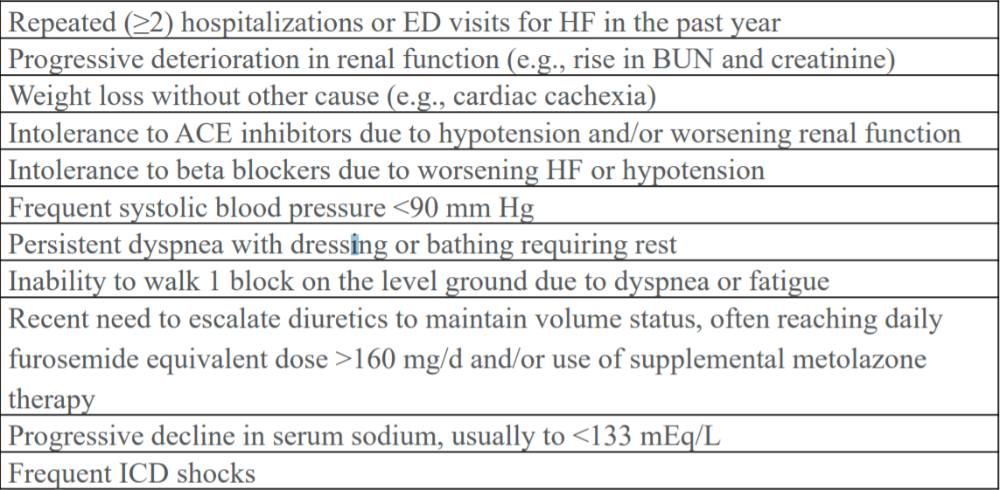 Repeated (≥2) hospitalizations or ED visits for HF in the past year
Progressive deterioration in renal function (e.g., rise in BUN and creatinine)
Weight loss without other cause (e.g., cardiac cachexia)
Intolerance to ACE inhibitors due to hypotension and/or worsening renal function
Intolerance to beta blockers due to worsening HF or hypotension
Frequent systolic blood pressure <90 mm Hg
Persistent dyspnea with dressing or bathing requiring rest
Inability to walk 1 block on the level ground due to dyspnea or fatigue
Recent need to escalate diuretics to maintain volume status, often reaching daily
furosemide equivalent dose >160 mg/d and/or use of supplemental metolazone
therapy
Progressive decline in serum sodium, usually to <133 mEq/L
Frequent ICD shocks